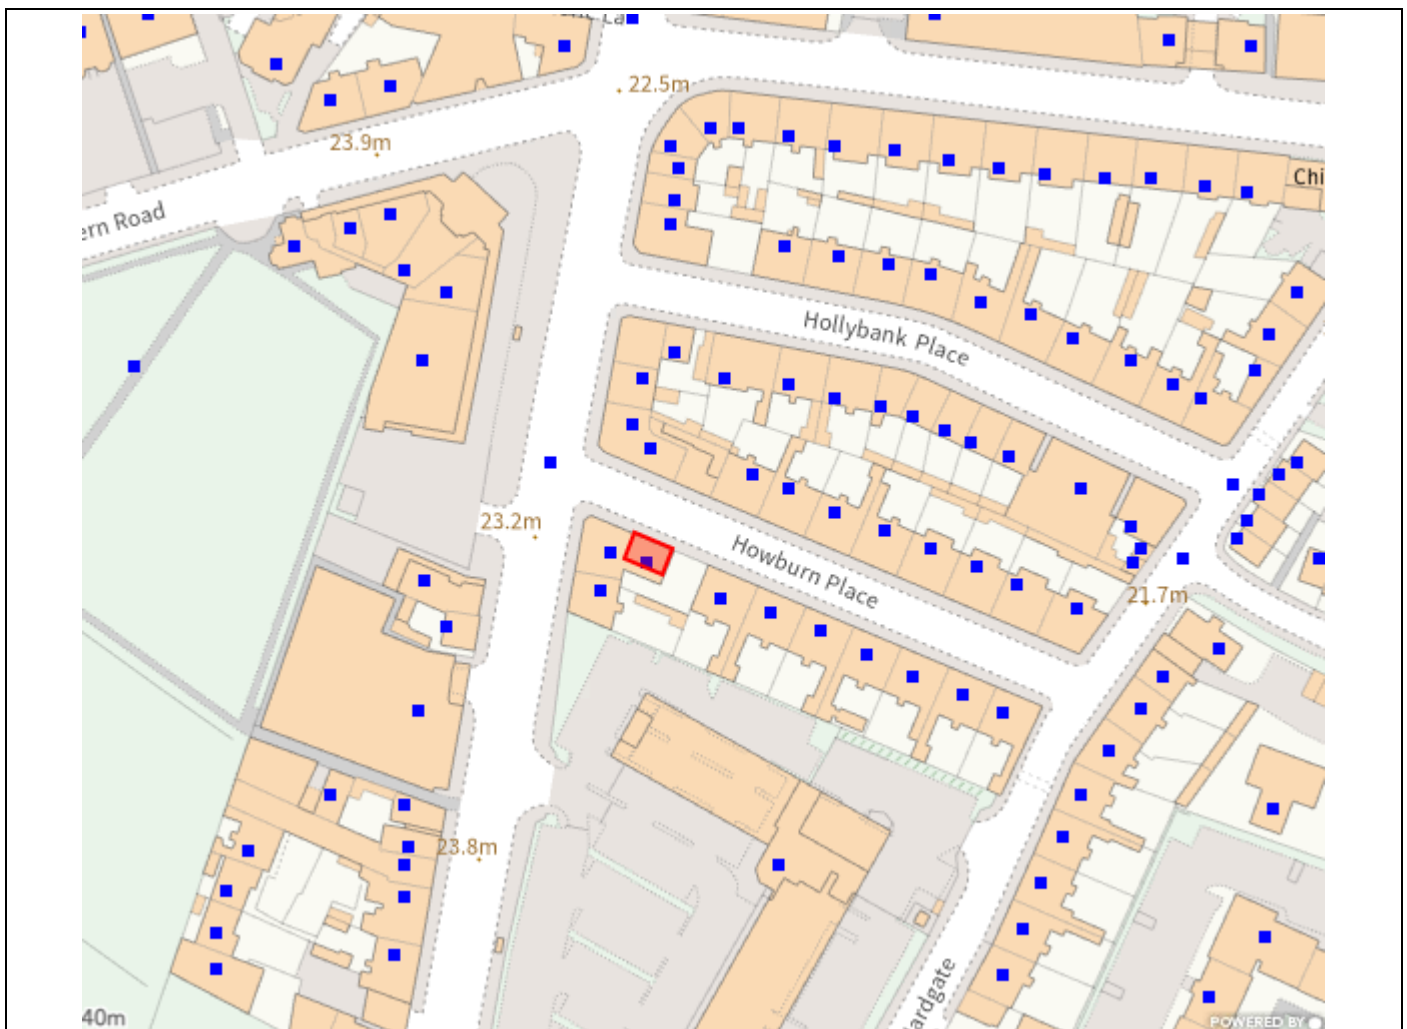 22.5m
23.9m
Chi
ern Road
Hollybank Place
23.2m
Howburn Place
21.7m
23.8m
ardgate
40m
POWERED BY